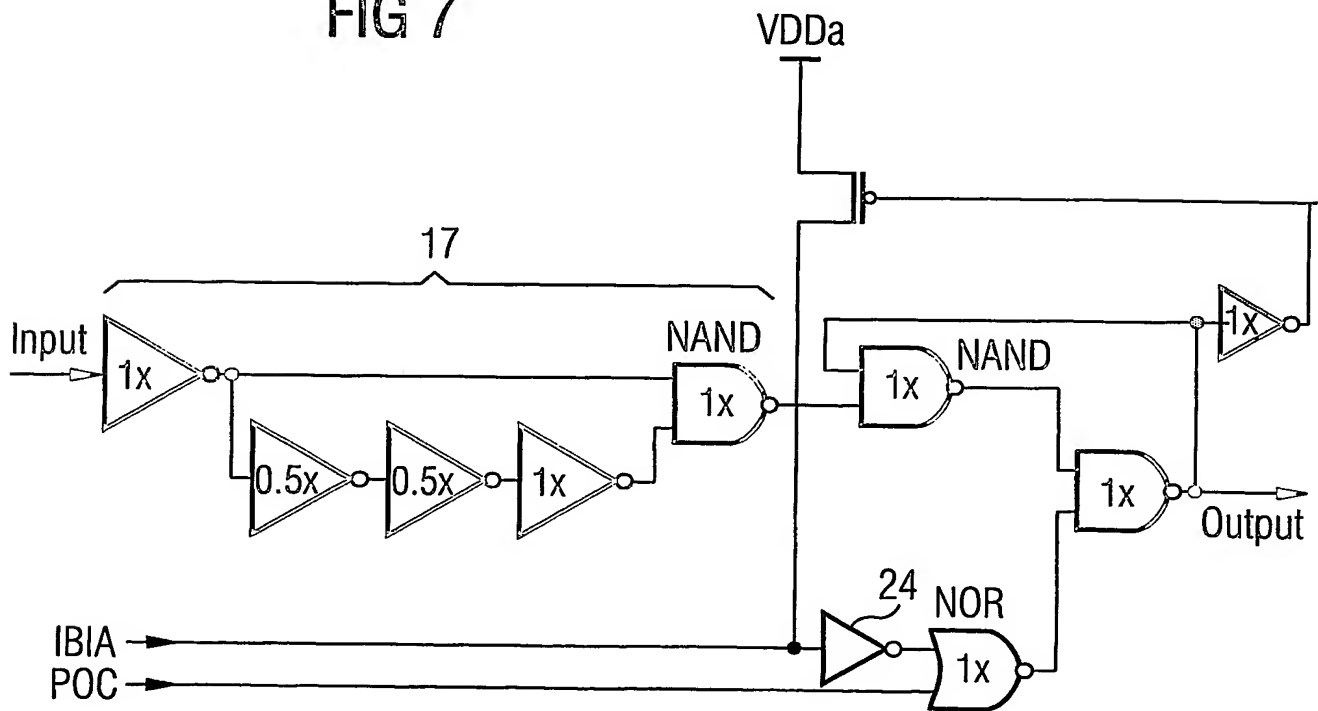 FIG 7
VDDa
17
Input
1x
NAND
1x
0.5x
0.5x
1x
1x
NAND
1x
1x
Output
24
NOR
1x
IBIA
POC